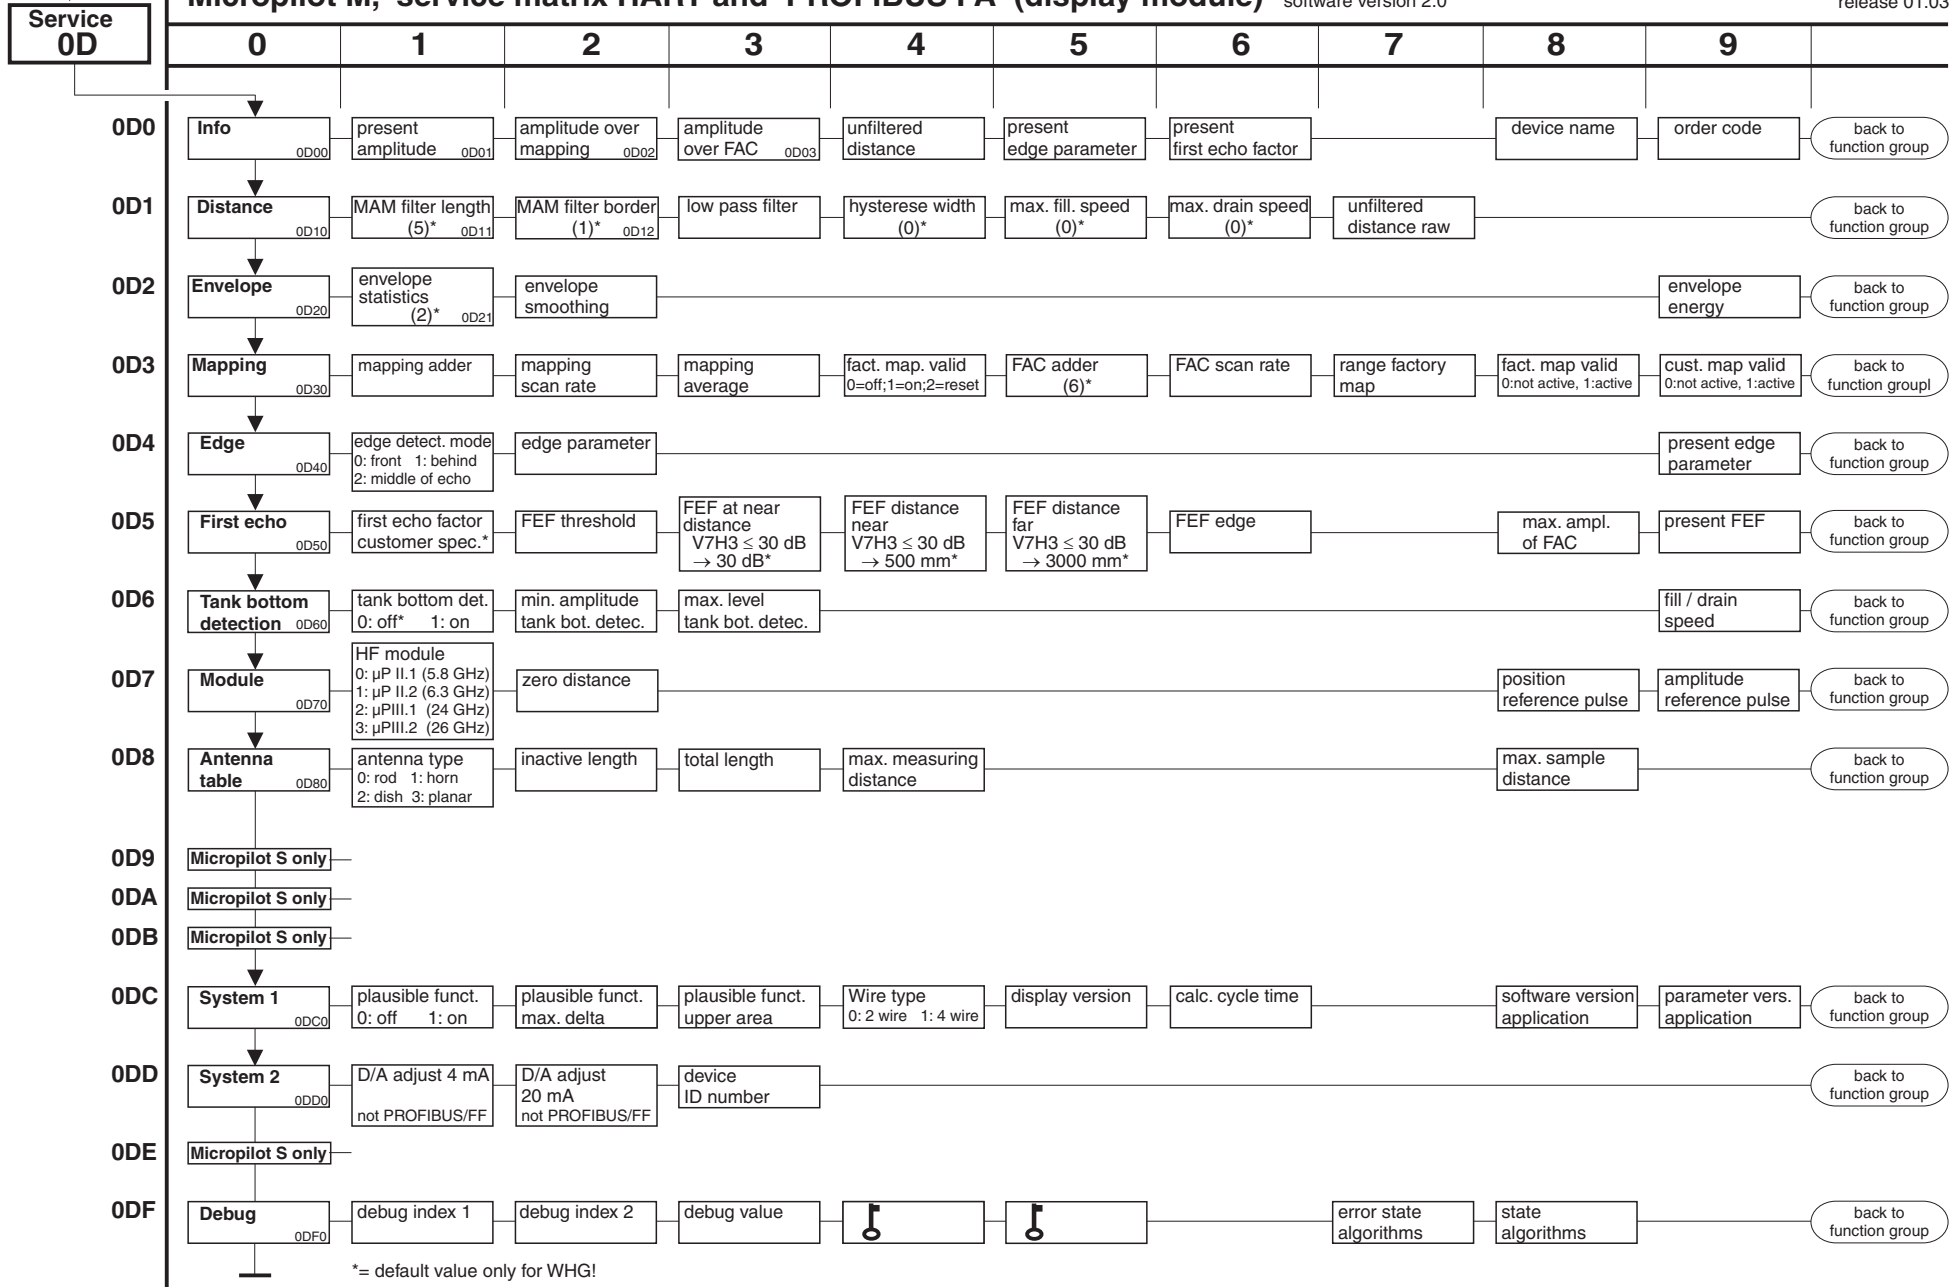 Micropilot M, service matrix HART and PROFIBUS PA (display module) software version 2.0 release 01.03
Service
0D
0 1 2 3 4 5 6 7 8 9
0D0
Info
0D00
present
amplitude 0D01
amplitude over
mapping 0D02
amplitude
over FAC 0D03
unfiltered
distance
present
edge parameter
present
first echo factor
device name
order code
back to
function group
0D1
Distance
0D10
MAM filter length
(5)* 0D11
MAM filter border
(1)* 0D12
low pass filter
hysterese width
(0)*
max. fill. speed
(0)*
max. drain speed
(0)*
unfiltered
distance raw
back to
function group
0D2
Envelope
0D20
envelope
statistics
(2)* 0D21
envelope
smoothing
envelope
energy
back to
function group
0D3
Mapping
0D30
mapping adder
mapping
scan rate
mapping
average
fact. map. valid
0=off;1=on;2=reset
FAC adder
(6)*
FAC scan rate
range factory
map
fact. map valid
0:not active, 1:active
cust. map valid
0:not active, 1:active
back to
function groupl
0D4
Edge
0D40
edge detect. mode
0: front 1: behind
2: middle of echo
edge parameter
present edge
parameter
back to
function group
0D5
First echo
0D50
first echo factor
customer spec.*
FEF threshold
FEF at near
distance
V7H3 ≤ 30 dB
→ 30 dB*
FEF distance
near
V7H3 ≤ 30 dB
→ 500 mm*
FEF distance
far
V7H3 ≤ 30 dB
→ 3000 mm*
FEF edge
max. ampl.
of FAC
present FEF
back to
function group
0D6
Tank bottom
detection 0D60
tank bottom det.
0: off* 1: on
min. amplitude
tank bot. detec.
max. level
tank bot. detec.
fill / drain
speed
back to
function group
0D7
Module
0D70
HF module
0: µP II.1 (5.8 GHz)
1: µP II.2 (6.3 GHz)
2: µPIII.1 (24 GHz)
3: µPIII.2 (26 GHz)
zero distance
position
reference pulse
amplitude
reference pulse
back to
function group
0D8
Antenna
table 0D80
antenna type
0: rod 1: horn
2: dish 3: planar
inactive length
total length
max. measuring
distance
max. sample
distance
back to
function group
0D9
Micropilot S only
0DA
Micropilot S only
0DB
Micropilot S only
0DC
System 1
0DC0
plausible funct.
0: off 1: on
plausible funct.
max. delta
plausible funct.
upper area
Wire type
0: 2 wire 1: 4 wire
display version
calc. cycle time
software version
application
parameter vers.
application
back to
function group
0DD
System 2
0DD0
D/A adjust 4 mA
not PROFIBUS/FF
D/A adjust
20 mA
not PROFIBUS/FF
device
ID number
back to
function group
0DE
Micropilot S only
0DF
Debug
0DF0
debug index 1
debug index 2
debug value
error state
algorithms
state
algorithms
back to
function group
*= default value only for WHG!